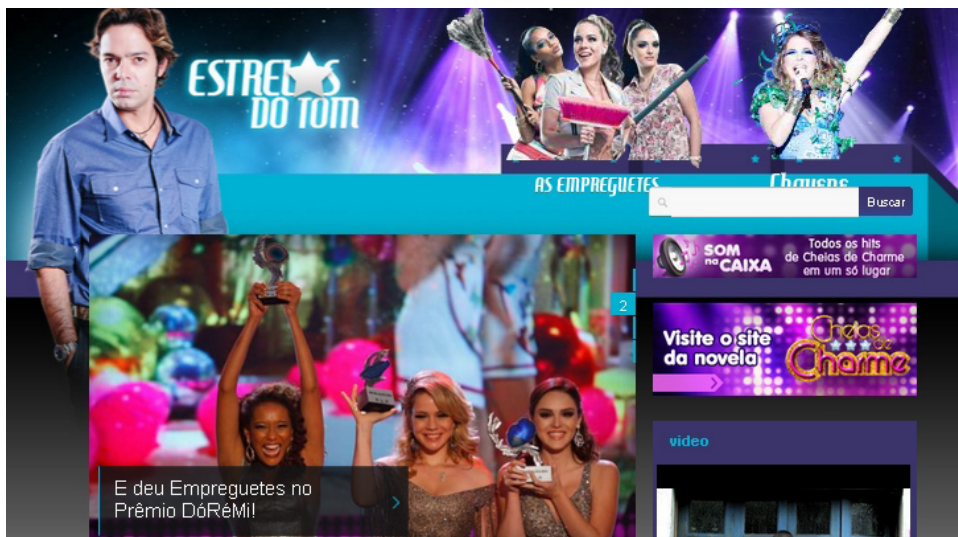 ESTRELAS
DO TOM
AS EMPREGUETES
Chayene
Buscar
SOM
na CAIXA
Todos os hits
de Cheias de Charme
em um só lugar
2
Visite o site
da novela
Cheias
de
Charme
video
E deu Empreguetes no
Prêmio DóRéMi!